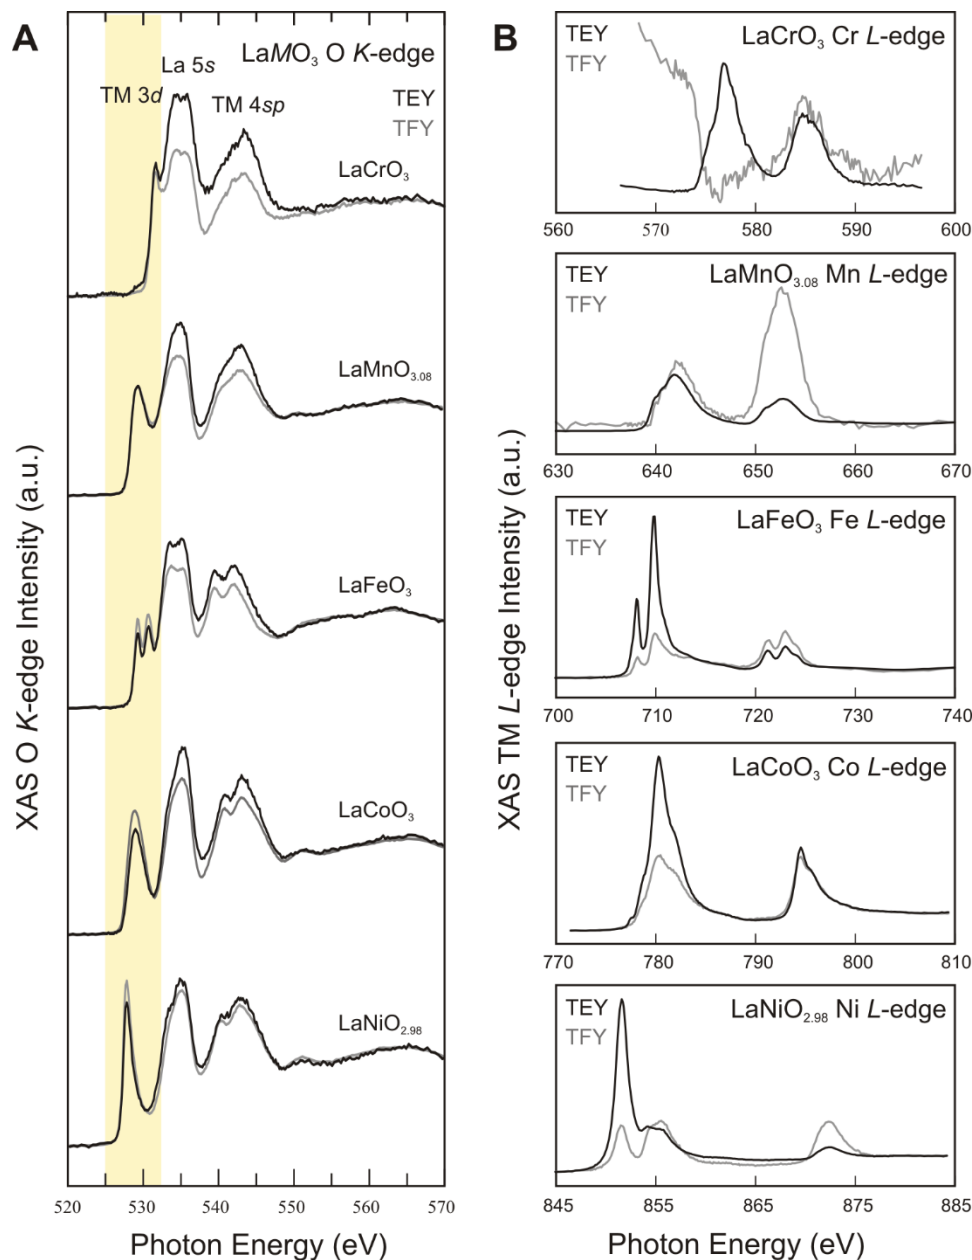 A
LaMO₃ O K-edge
La 5s
TM 3d
TM 4sp
TEY
TFY
LaCrO₃
LaMnO₃.₀₈
LaFeO₃
LaCoO₃
LaNiO₂.₉₈
XAS O K-edge Intensity (a.u.)
520 530 540 550 560 570
Photon Energy (eV)
B
TEY LaCrO₃ Cr L-edge
TFY
560 570 580 590 600
TEY LaMnO₃.₀₈ Mn L-edge
TFY
630 640 650 660 670
TEY LaFeO₃ Fe L-edge
TFY
700 710 720 730 740
TEY LaCoO₃ Co L-edge
TFY
770 780 790 800 810
TEY LaNiO₂.₉₈ Ni L-edge
TFY
845 855 865 875 885
XAS TM L-edge Intensity (a.u.)
Photon Energy (eV)